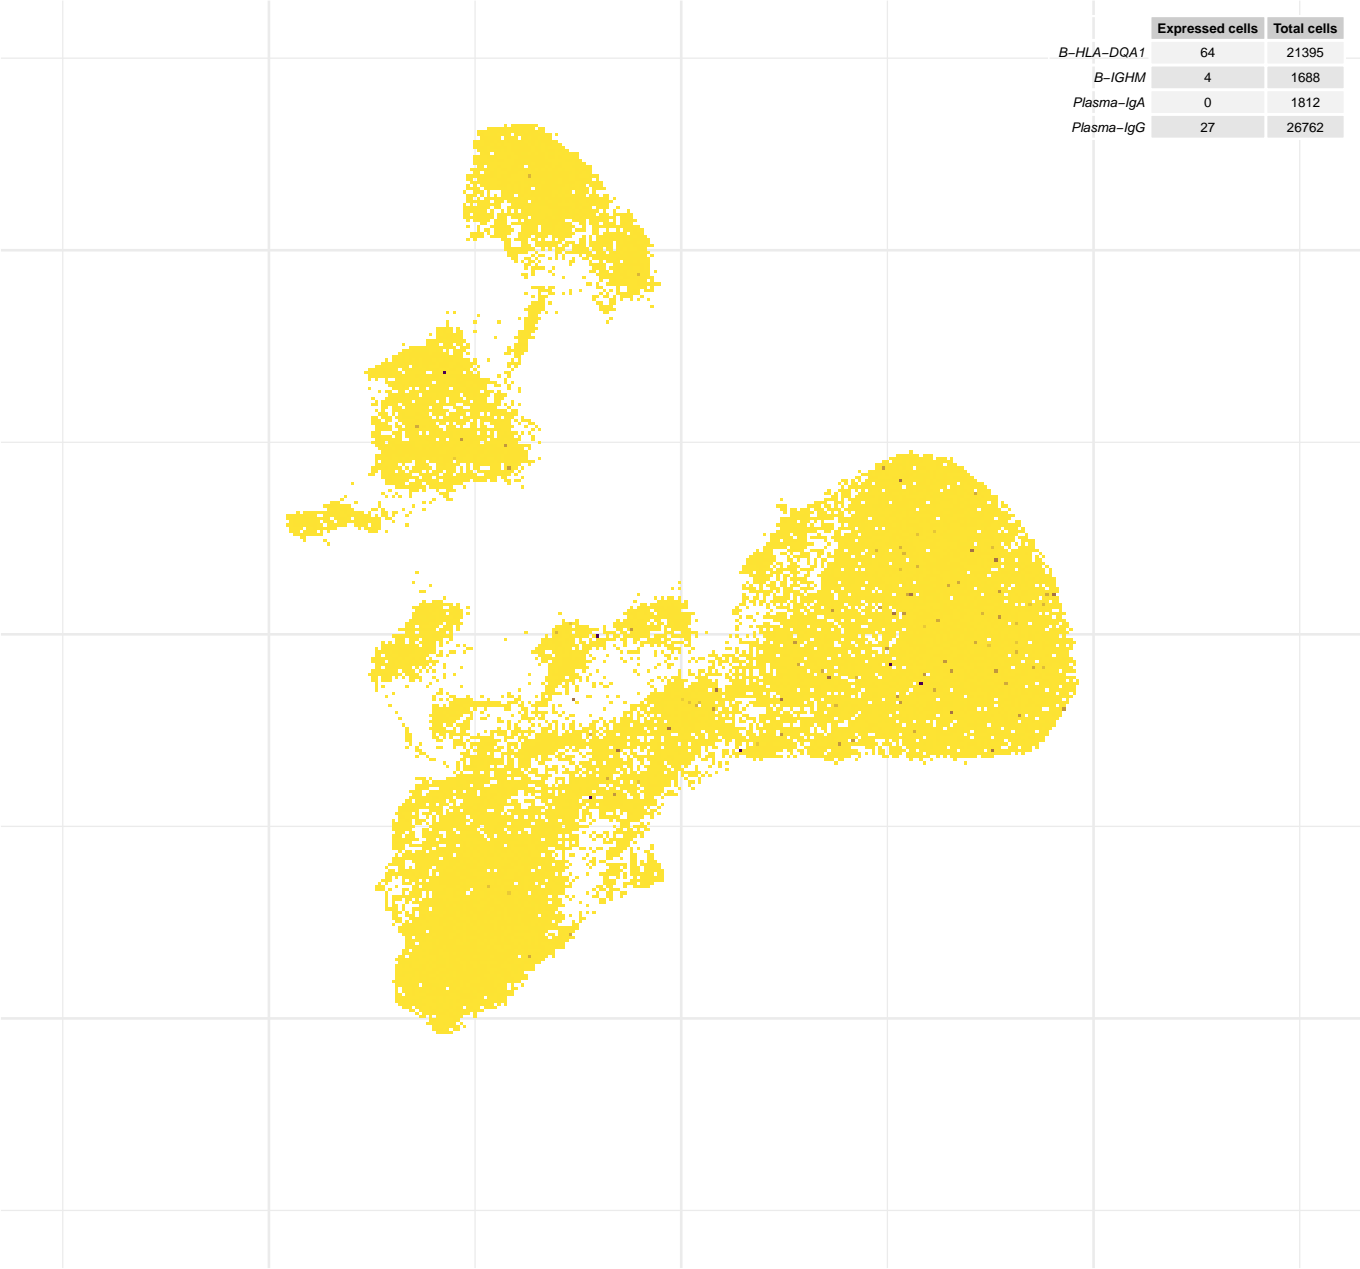 Expressed cells Total cells
B−HLA−DQA1 64 21395
B−IGHM 4 1688
Plasma−IgA 0 1812
Plasma−IgG 27 26762